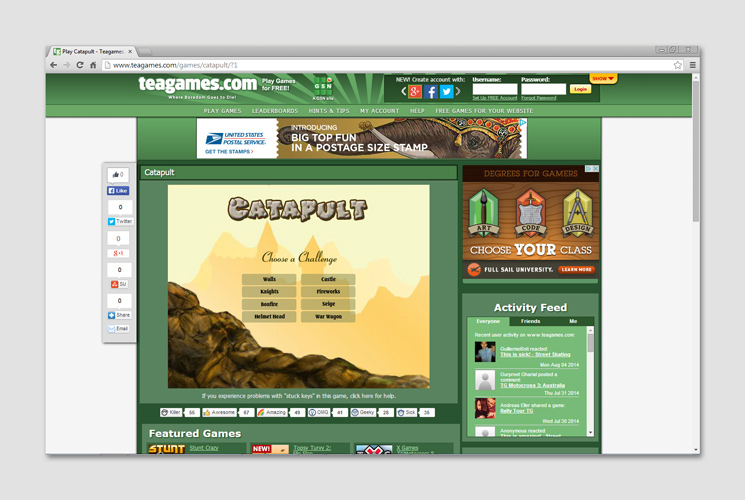 Play Catapult - Teagames
www.teagames.com/games/catapult/?1
teagames.com
Where Boredom Goes to Die!
Play Games
for FREE!
GSN
A GSN site
NEW! Create account with:
Username:
Password:
Login
Set Up FREE Account
Forgot Password
SHOW
PLAY GAMES
LEADERBOARDS
HINTS & TIPS
MY ACCOUNT
HELP
FREE GAMES FOR YOUR WEBSITE
UNITED STATES
POSTAL SERVICE
GET THE STAMPS >
INTRODUCING
BIG TOP FUN
IN A POSTAGE SIZE STAMP
0
Like
0
Twitter
0
+1
0
SU
0
Share
Email
Catapult
CATAPULT
Choose a Challenge
Walls
Castle
Knights
Fireworks
Bonfire
Seige
Helmet Head
War Wagon
If you experience problems with "stuck keys" in this game, click here for help.
Killer 55
Awesome 67
Amazing 49
OMG 41
Geeky 28
Sick 35
Featured Games
STUNT
Stunt Crazy
NEW!
Topsy Turvy 2:
X Games
DEGREES FOR GAMERS
ART
CODE
DESIGN
CHOOSE YOUR CLASS
FULL SAIL UNIVERSITY.
LEARN MORE
Activity Feed
Everyone
Friends
Me
Recent user activity on www.teagames.com:
reacted:
This is sick! - Street Skating
Mon Aug 04 2014
Gurpreet Dharial posted a
comment:
TG Motocross 3: Australia
Thu Jul 31 2014
Andreas Eller shared a game:
Rally Tour TG
Wed Jul 30 2014
Anonymous reacted: